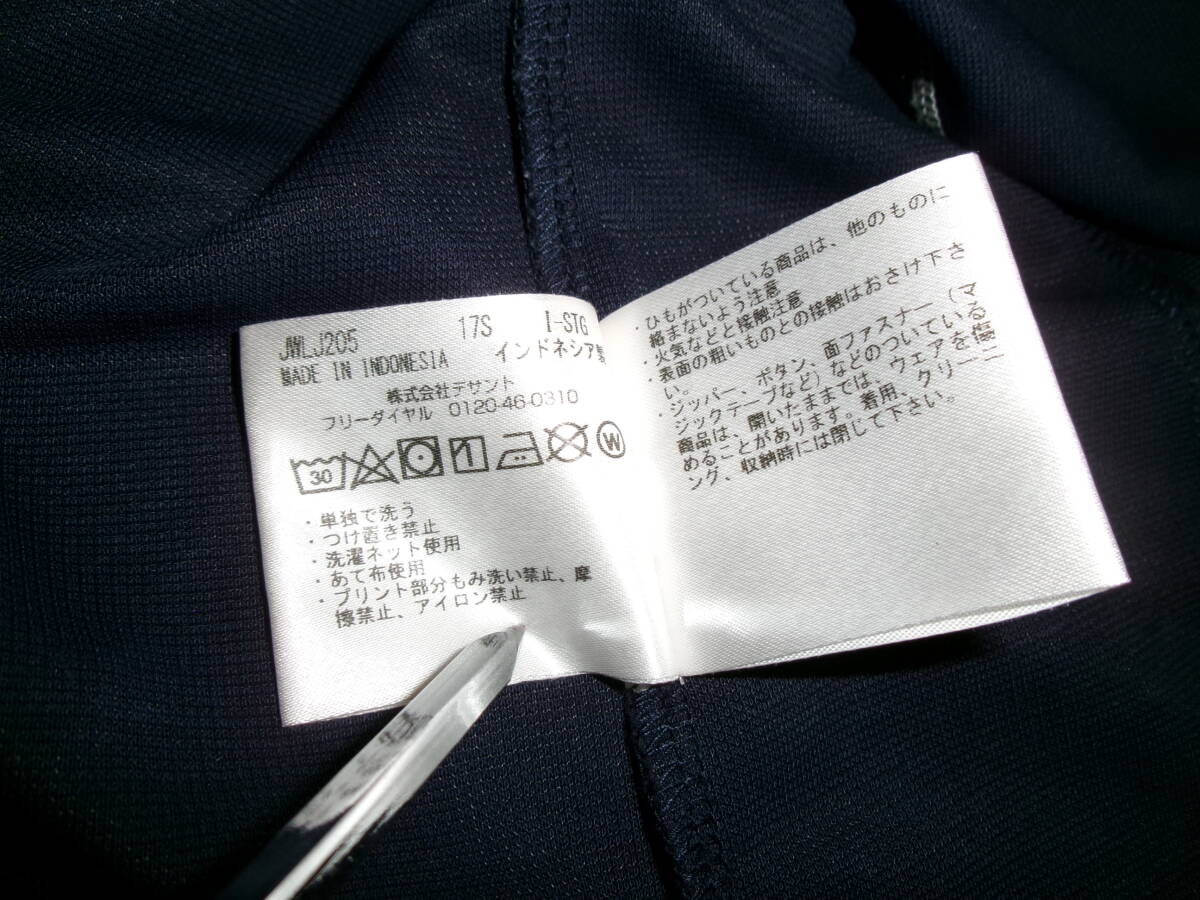 JWLJ205 17S I-STG
MADE IN INDONESIA インドネシア製
株式会社デサント
フリーダイヤル 0120-46-0310
30 W
・単独で洗う
・つけ置き禁止
・洗濯ネット使用
・あて布使用
・プリント部分もみ洗い禁止、摩
擦禁止、アイロン禁止
・ひもがついている商品は、他のものに
絡まないよう注意
・火気などと接触注意
・表面の粗いものとの接触はおさけ下さ
い。
・ジッパー、ボタン、面ファスナー（マ
ジックテープなど）などのついている
商品は、開いたままでは、ウェアを傷
めることがあります。着用、クリーニ
ング、収納時には閉じて下さい。